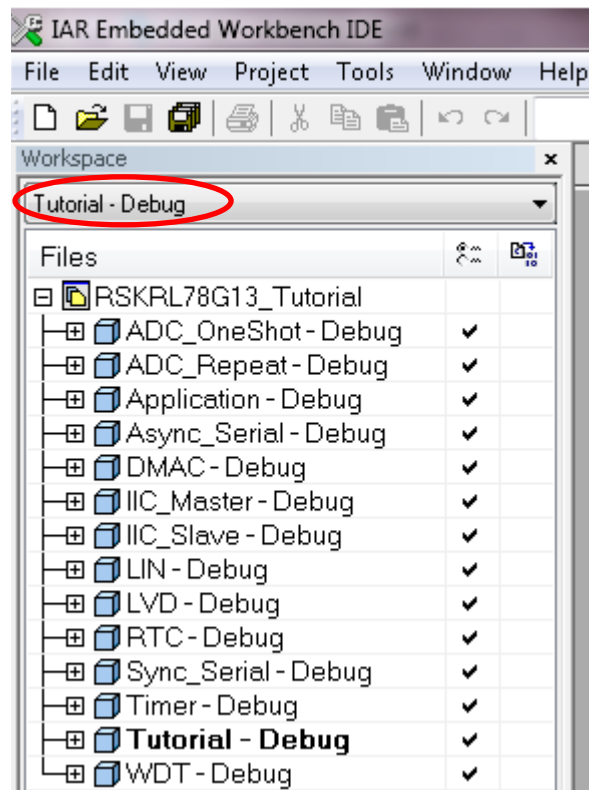 IAR Embedded Workbench IDE
File Edit View Project Tools Window Help
Workspace
Tutorial - Debug
Files
RSKRL78G13_Tutorial
ADC_OneShot - Debug
ADC_Repeat - Debug
Application - Debug
Async_Serial - Debug
DMAC - Debug
IIC_Master - Debug
IIC_Slave - Debug
LIN - Debug
LVD - Debug
RTC - Debug
Sync_Serial - Debug
Timer - Debug
Tutorial - Debug
WDT - Debug